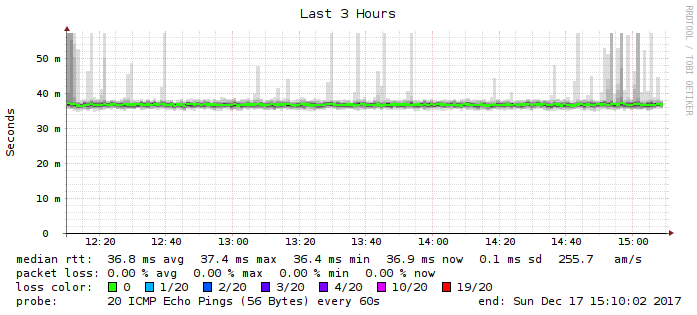 Last 3 Hours
RRDTOOL / TOBI OETIKER
Seconds
50 m
40 m
30 m
20 m
10 m
0
12:20 12:40 13:00 13:20 13:40 14:00 14:20 14:40 15:00
median rtt: 36.8 ms avg 37.4 ms max 36.4 ms min 36.9 ms now 0.1 ms sd 255.7 am/s
packet loss: 0.00 % avg 0.00 % max 0.00 % min 0.00 % now
loss color: 0 1/20 2/20 3/20 4/20 10/20 19/20
probe: 20 ICMP Echo Pings (56 Bytes) every 60s end: Sun Dec 17 15:10:02 2017